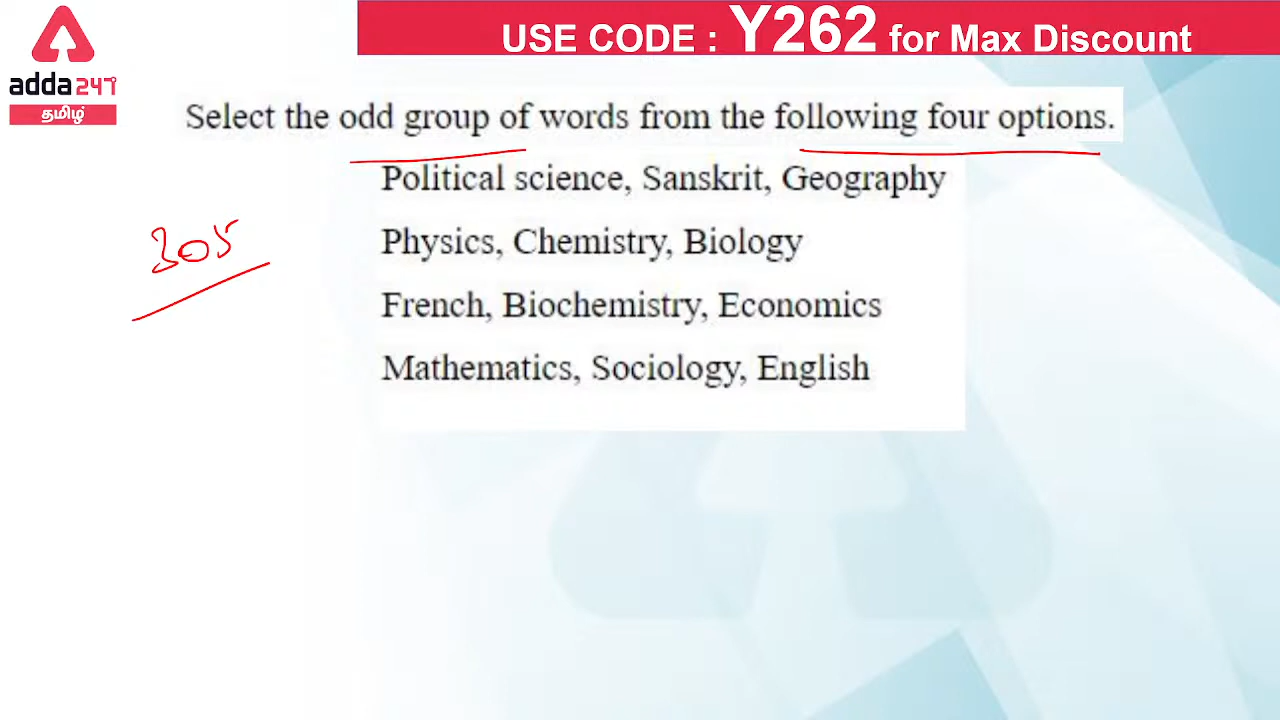 USE CODE : Y262 for Max Discount
adda247
தமிழ்
Select the odd group of words from the following four options.
Political science, Sanskrit, Geography
Physics, Chemistry, Biology
French, Biochemistry, Economics
Mathematics, Sociology, English
305